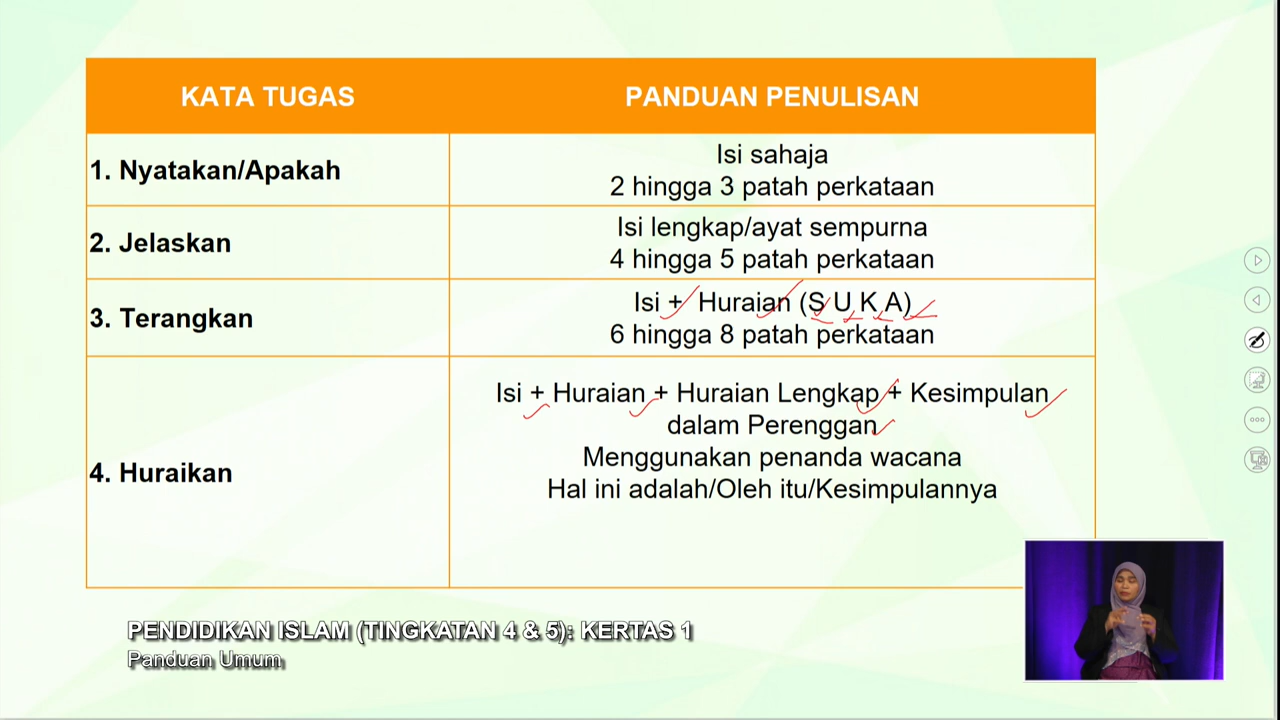 KATA TUGAS
PANDUAN PENULISAN
1. Nyatakan/Apakah
Isi sahaja
2 hingga 3 patah perkataan
2. Jelaskan
Isi lengkap/ayat sempurna
4 hingga 5 patah perkataan
3. Terangkan
Isi + Huraian (S U K A)
6 hingga 8 patah perkataan
4. Huraikan
Isi + Huraian + Huraian Lengkap + Kesimpulan
dalam Perenggan
Menggunakan penanda wacana
Hal ini adalah/Oleh itu/Kesimpulannya
PENDIDIKAN ISLAM (TINGKATAN 4 & 5): KERTAS 1
Panduan Umum